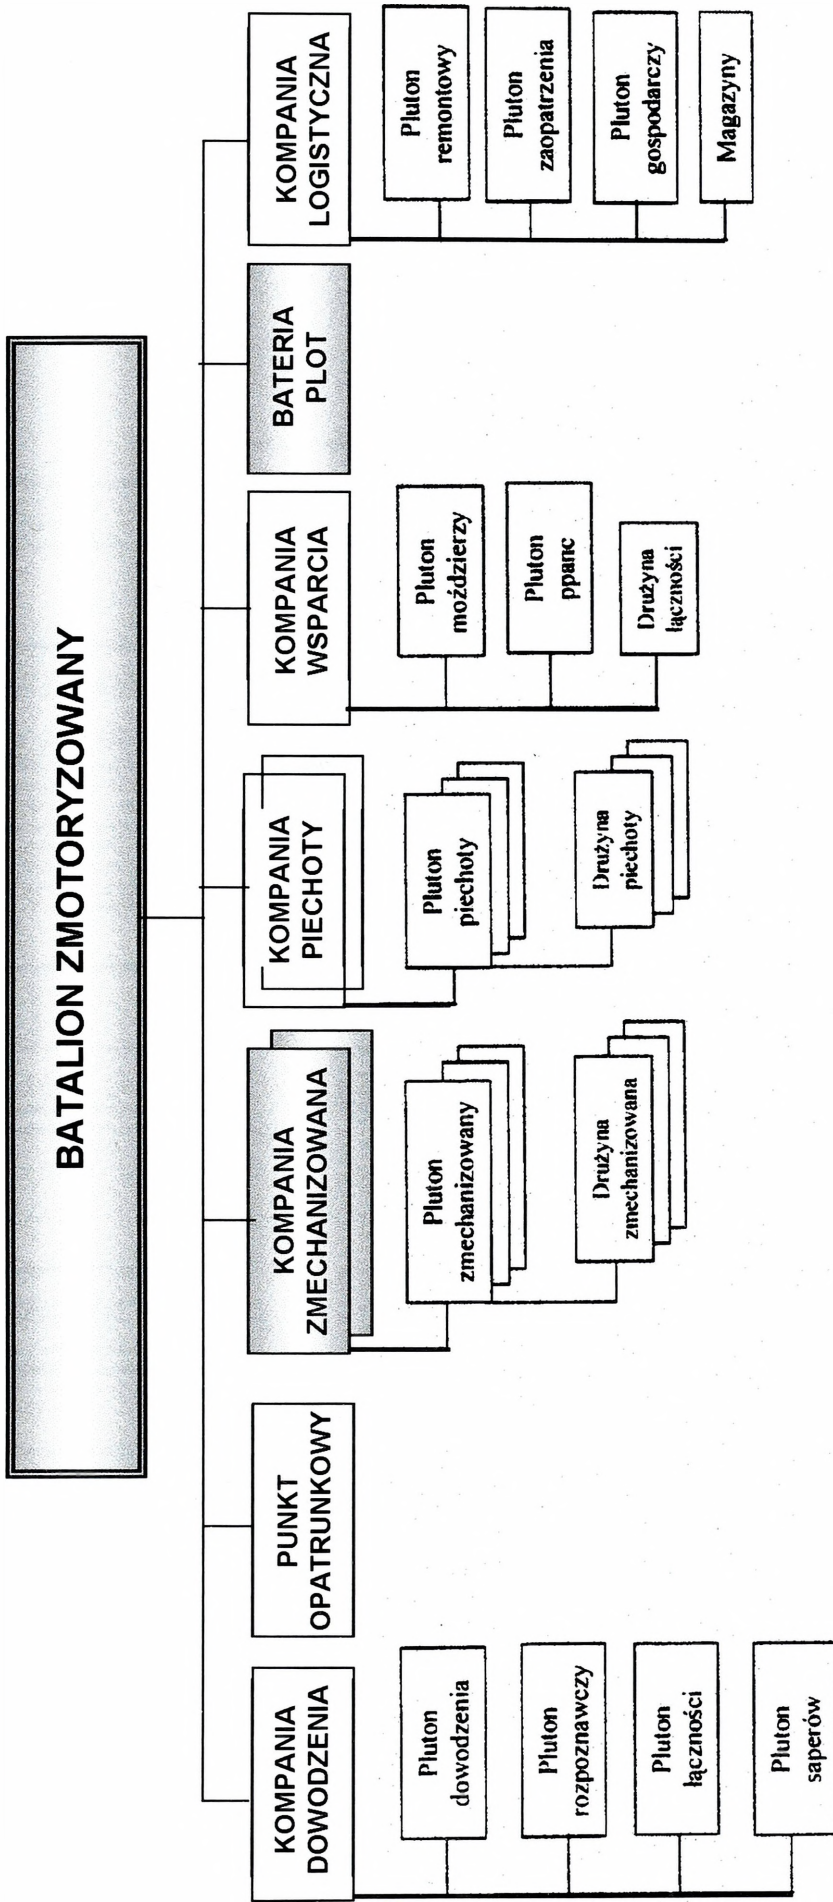 BATALION ZMOTORYZOWANY
KOMPANIA
DOWODZENIA
Pluton
dowodzenia
Pluton
rozpoznawczy
Pluton
łączności
Pluton
saperów
PUNKT
OPATRUNKOWY
KOMPANIA
ZMECHANIZOWANA
Pluton
zmechanizowany
Drużyna
zmechanizowana
KOMPANIA
PIECHOTY
Pluton
piechoty
Drużyna
piechoty
KOMPANIA
WSPARCIA
Pluton
moździerzy
Pluton
ppanc
Drużyna
łączności
BATERIA
PLOT
KOMPANIA
LOGISTYCZNA
Pluton
remontowy
Pluton
zaopatrzenia
Pluton
gospodarczy
Magazyny